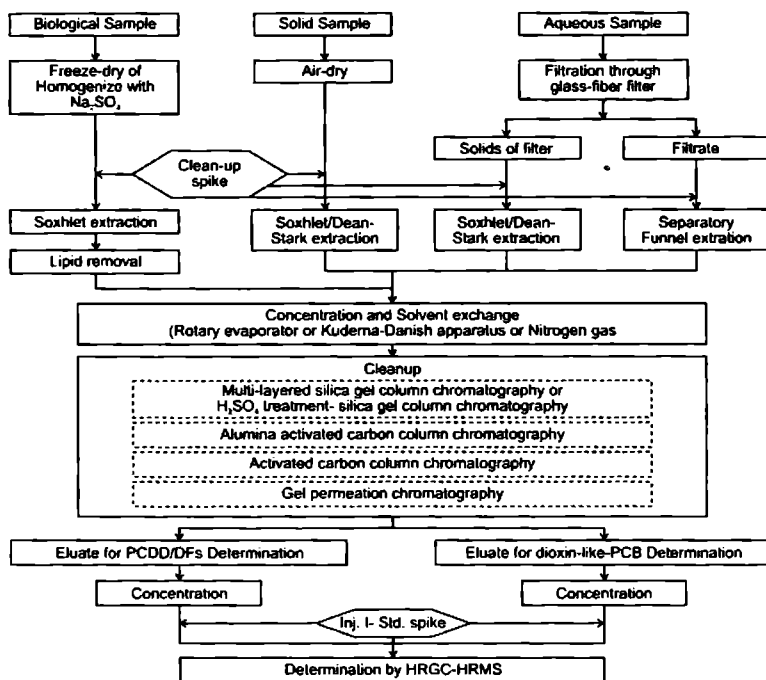 Biological Sample
Solid Sample
Aqueous Sample
Freeze-dry of
Homogenizo with
Na₂SO₄
Air-dry
Filtration through
glass-fiber filter
Solids of filter
Filtrate
Clean-up
spike
Soxhlet extraction
Lipid removal
Soxhlet/Dean-
Stark extraction
Soxhlet/Dean-
Stark extraction
Separatory
Funnel extration
Concentration and Solvent exchange
(Rotary evaporator or Kuderna-Danish apparatus or Nitrogen gas
Cleanup
Multi-layered silica gel column chromatography or
H₂SO₄ treatment- silica gel column chromatography
Alumina activated carbon column chromatography
Activated carbon column chromatography
Gel permeation chromatography
Eluate for PCDD/DFs Determination
Eluate for dioxin-like-PCB Determination
Concentration
Concentration
Inj. I- Std. spike
Determination by HRGC-HRMS